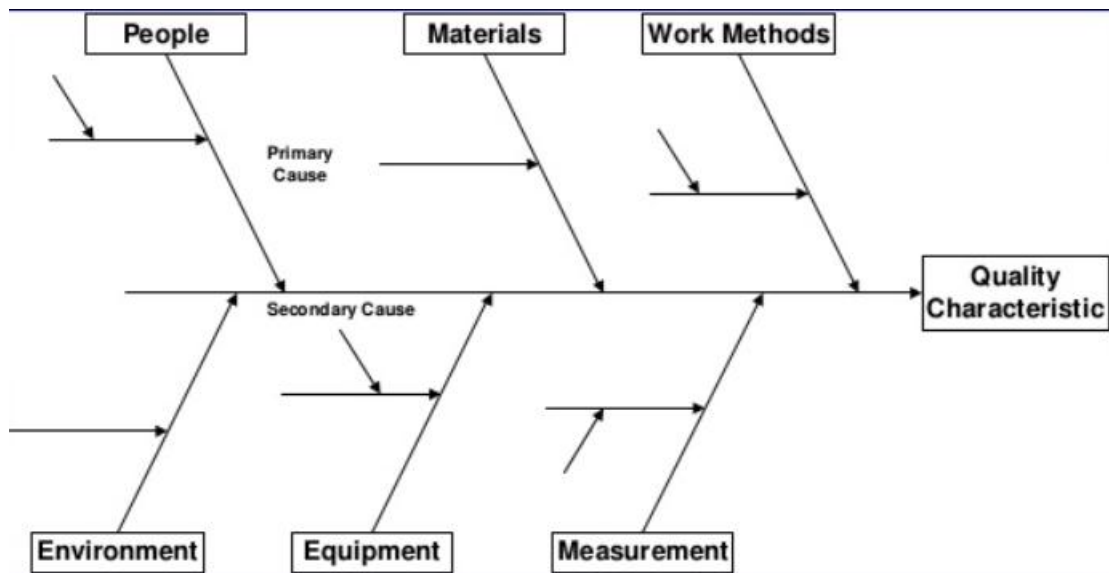 People
Materials
Work Methods
Primary
Cause
Quality
Characteristic
Secondary Cause
Environment
Equipment
Measurement